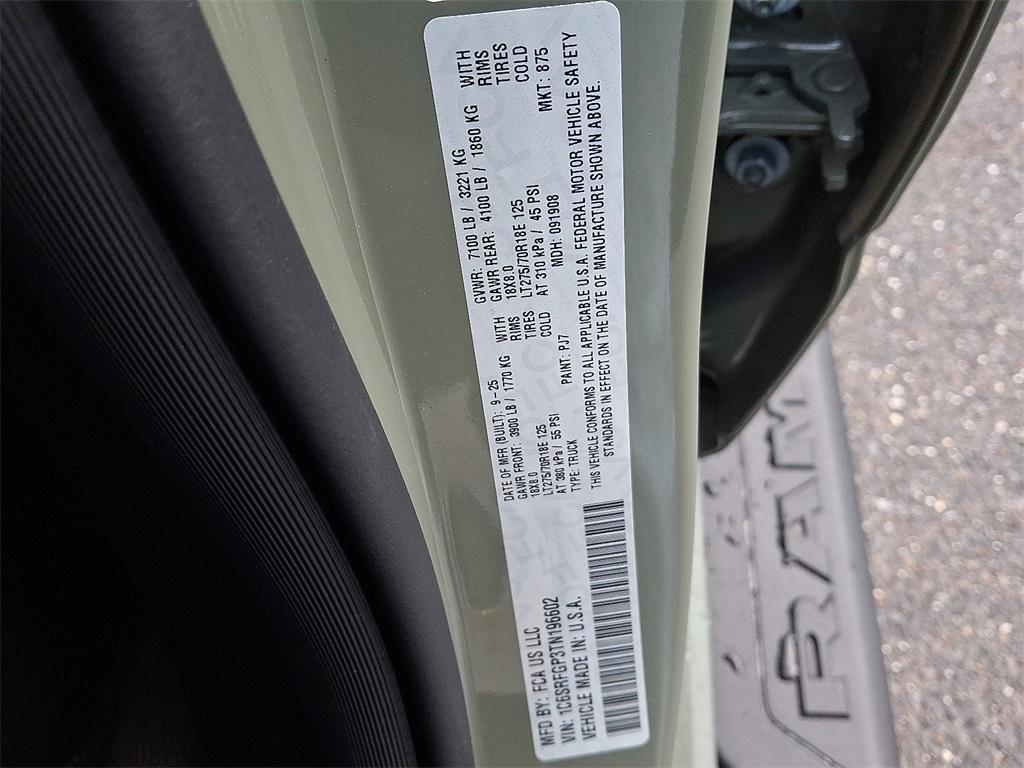 MFD BY: FCA US LLC
DATE OF MFR (BUILT): 9-25
GVWR: 7100 LB / 3221 KG
GAWR FRONT: 3900 LB / 1770 KG WITH
18X8.0 RIMS
LT275/70R18E 125 TIRES
AT 380 kPa / 55 PSI COLD
GAWR REAR: 4100 LB / 1860 KG WITH
18X8.0 RIMS
LT275/70R18E 125 TIRES
AT 310 kPa / 45 PSI COLD
TYPE: TRUCK
PAINT: PJ7
MDH: 091908
MKT: 875
THIS VEHICLE CONFORMS TO ALL APPLICABLE U.S.A. FEDERAL MOTOR VEHICLE SAFETY
STANDARDS IN EFFECT ON THE DATE OF MANUFACTURE SHOWN ABOVE.
VIN: 1C6SRFGP3TN196602
VEHICLE MADE IN: U.S.A.
RAM